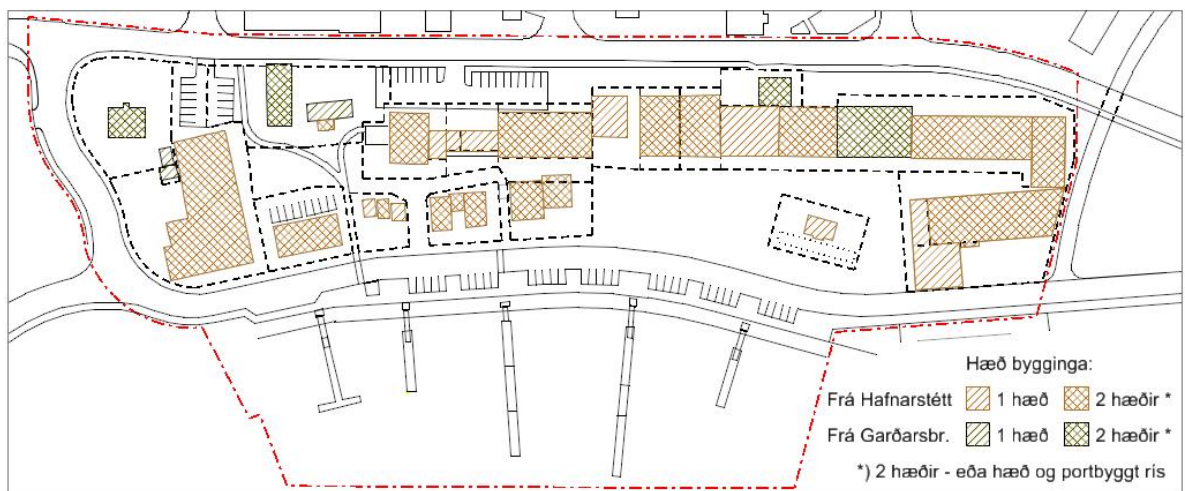 Hæð bygginga:
Frá Hafnarstétt 1 hæð 2 hæðir *
Frá Garðarsbr. 1 hæð 2 hæðir *
*) 2 hæðir - eða hæð og portbyggt rís